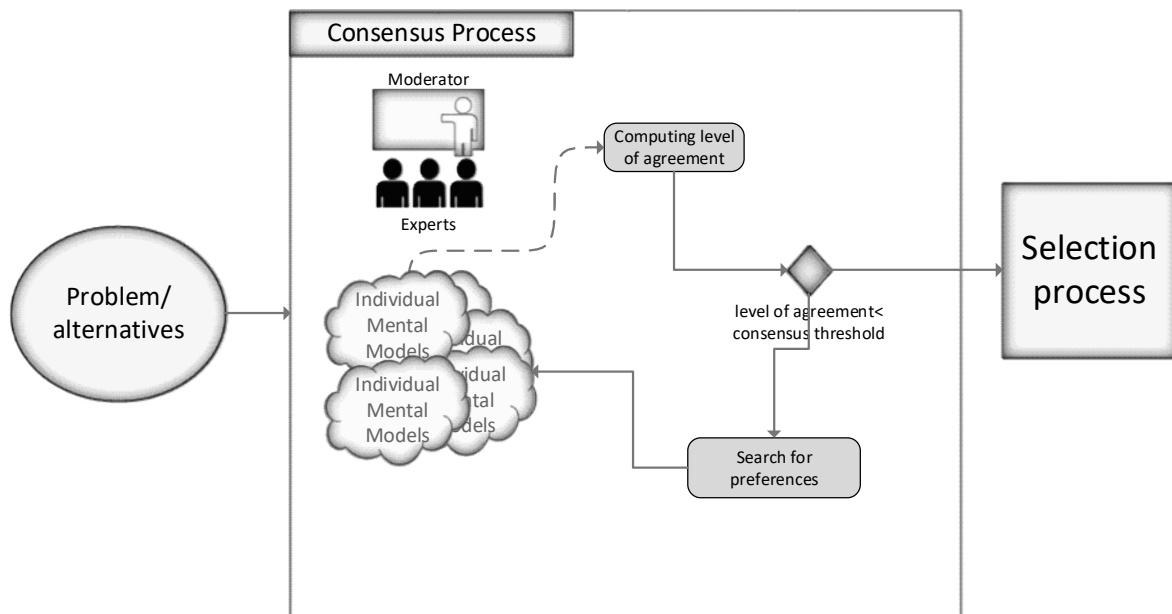 Consensus Process
Moderator
Experts
Problem/
alternatives
Individual
Mental
Models
Individual
Mental
Models
Computing level
of agreement
level of agreement<
consensus threshold
Search for
preferences
Selection
process